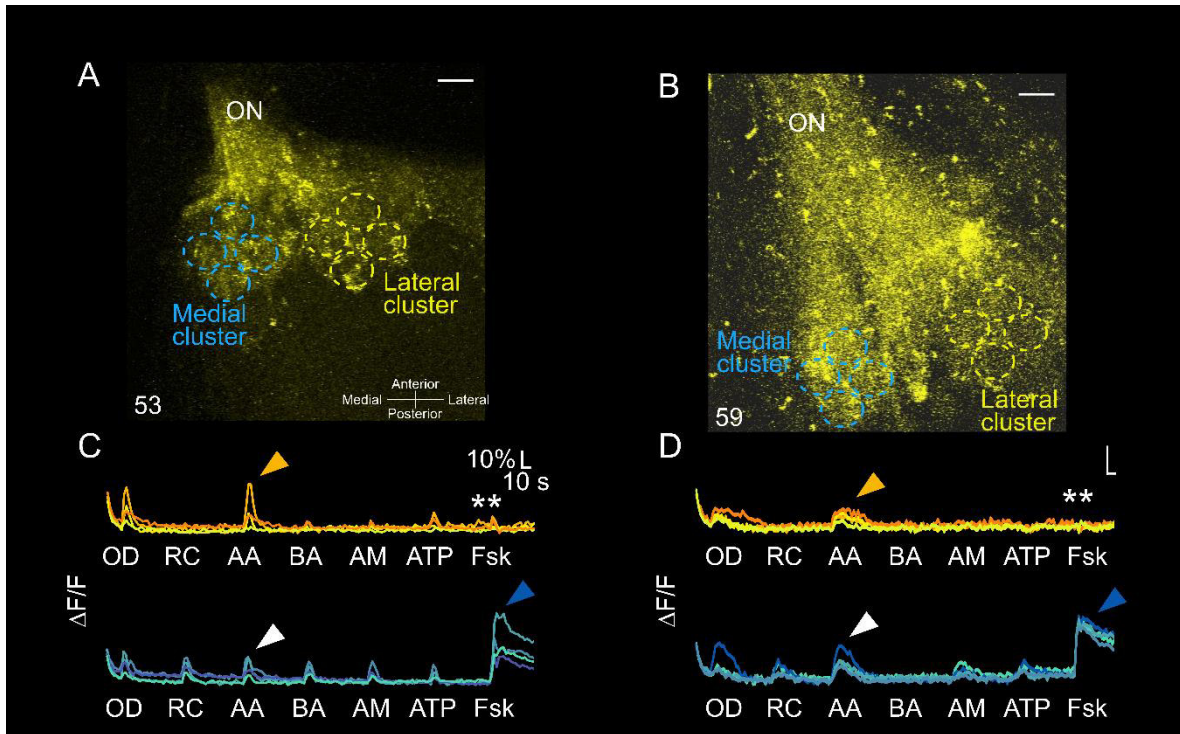 A
ON
Medial
cluster
Lateral
cluster
53
Anterior
Medial
Lateral
Posterior
B
ON
Medial
cluster
Lateral
cluster
59
C
10%
10 s
**
OD RC AA BA AM ATP Fsk
ΔF/F
OD RC AA BA AM ATP Fsk
D
**
OD RC AA BA AM ATP Fsk
ΔF/F
OD RC AA BA AM ATP Fsk